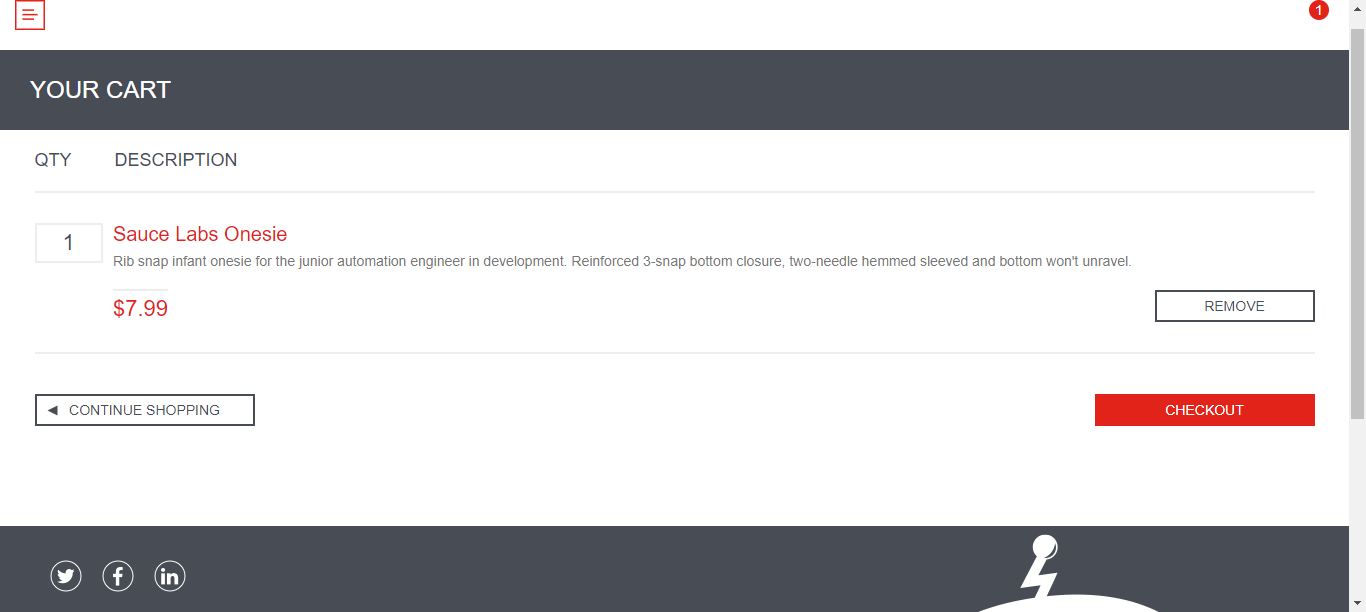 1
YOUR CART
QTY DESCRIPTION
1 Sauce Labs Onesie
Rib snap infant onesie for the junior automation engineer in development. Reinforced 3-snap bottom closure, two-needle hemmed sleeved and bottom won't unravel.
$7.99 REMOVE
CONTINUE SHOPPING CHECKOUT